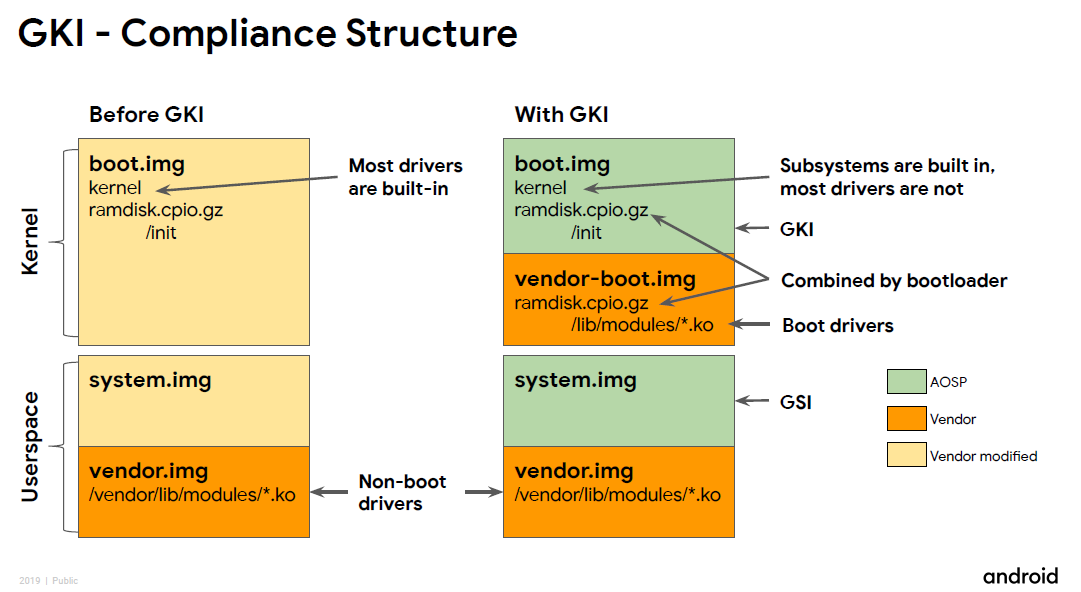 GKI - Compliance Structure
Before GKI
With GKI
Kernel
boot.img
kernel
ramdisk.cpio.gz
/init
Most drivers
are built-in
boot.img
kernel
ramdisk.cpio.gz
/init
Subsystems are built in,
most drivers are not
GKI
vendor-boot.img
ramdisk.cpio.gz
/lib/modules/*.ko
Combined by bootloader
Boot drivers
Userspace
system.img
system.img
GSI
vendor.img
/vendor/lib/modules/*.ko
Non-boot
drivers
vendor.img
/vendor/lib/modules/*.ko
AOSP
Vendor
Vendor modified
2019 | Public
android